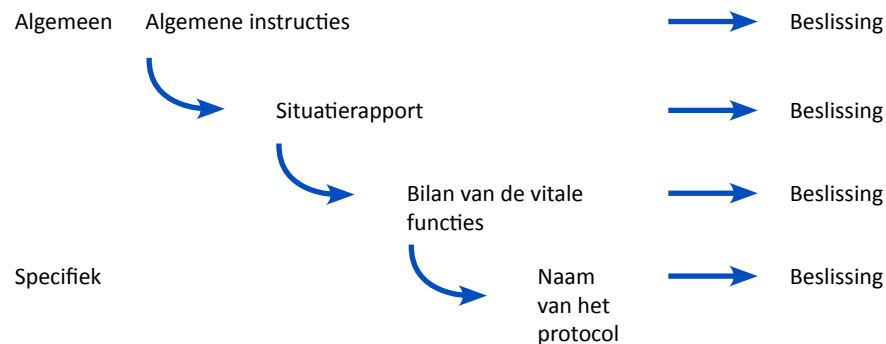 Algemeen Algemene instructies Beslissing
Situatierapport Beslissing
Bilan van de vitale Beslissing
functies
Specifiek Naam Beslissing
van het
protocol